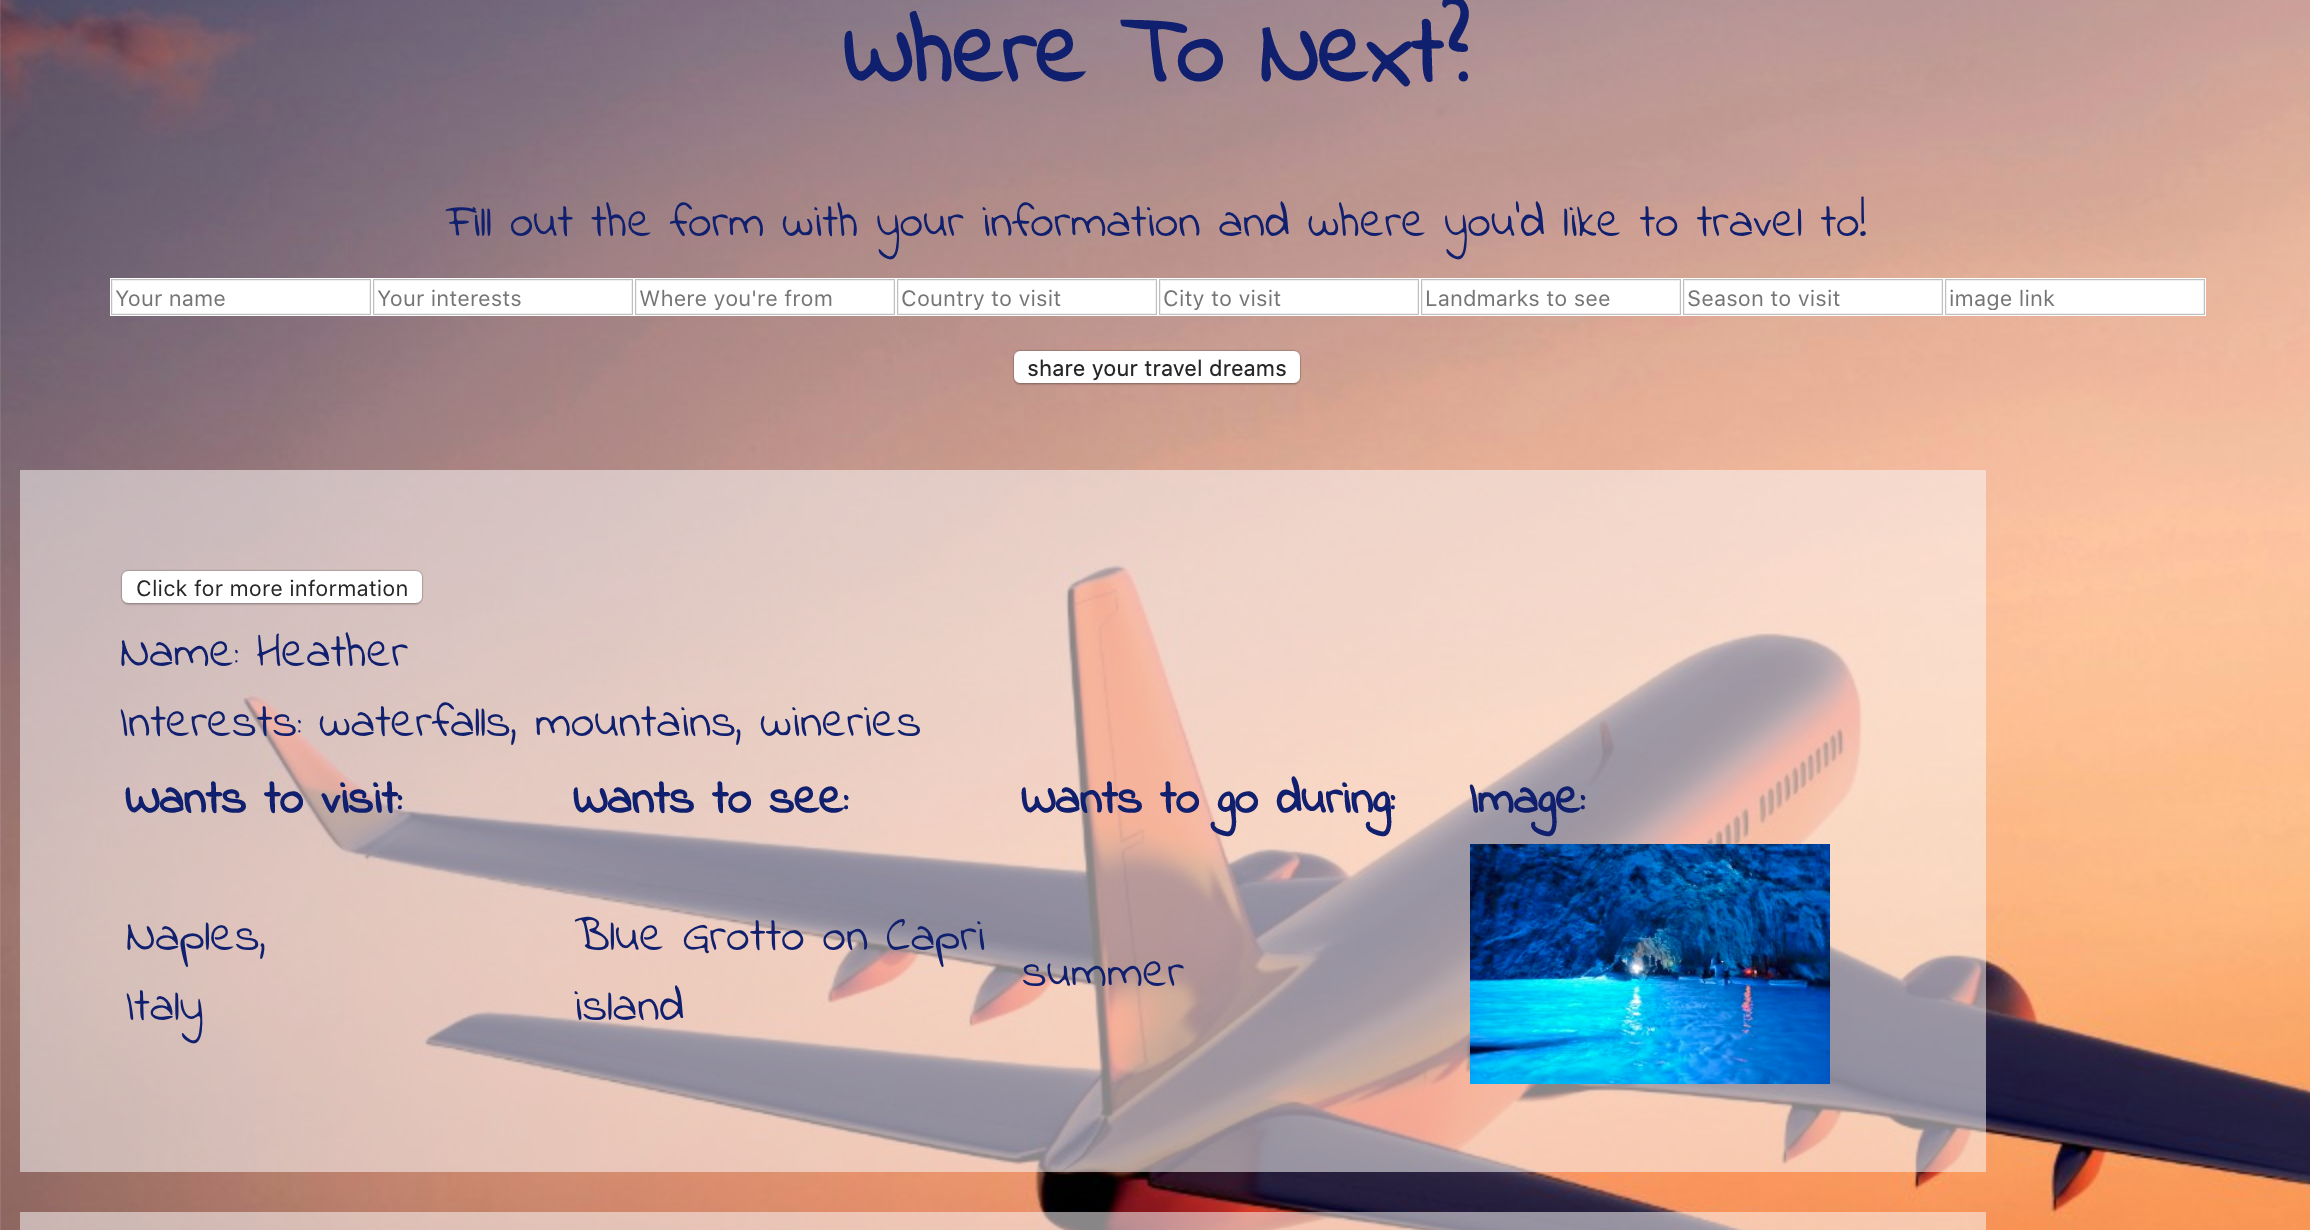 Where To Next?
Fill out the form with your information and where you'd like to travel to!
Your name Your interests Where you're from Country to visit City to visit Landmarks to see Season to visit image link
share your travel dreams
Click for more information
Name: Heather
Interests: waterfalls, mountains, wineries
Wants to visit: Wants to see: Wants to go during: Image:
Naples,
Italy
Blue Grotto on Capri
island
summer